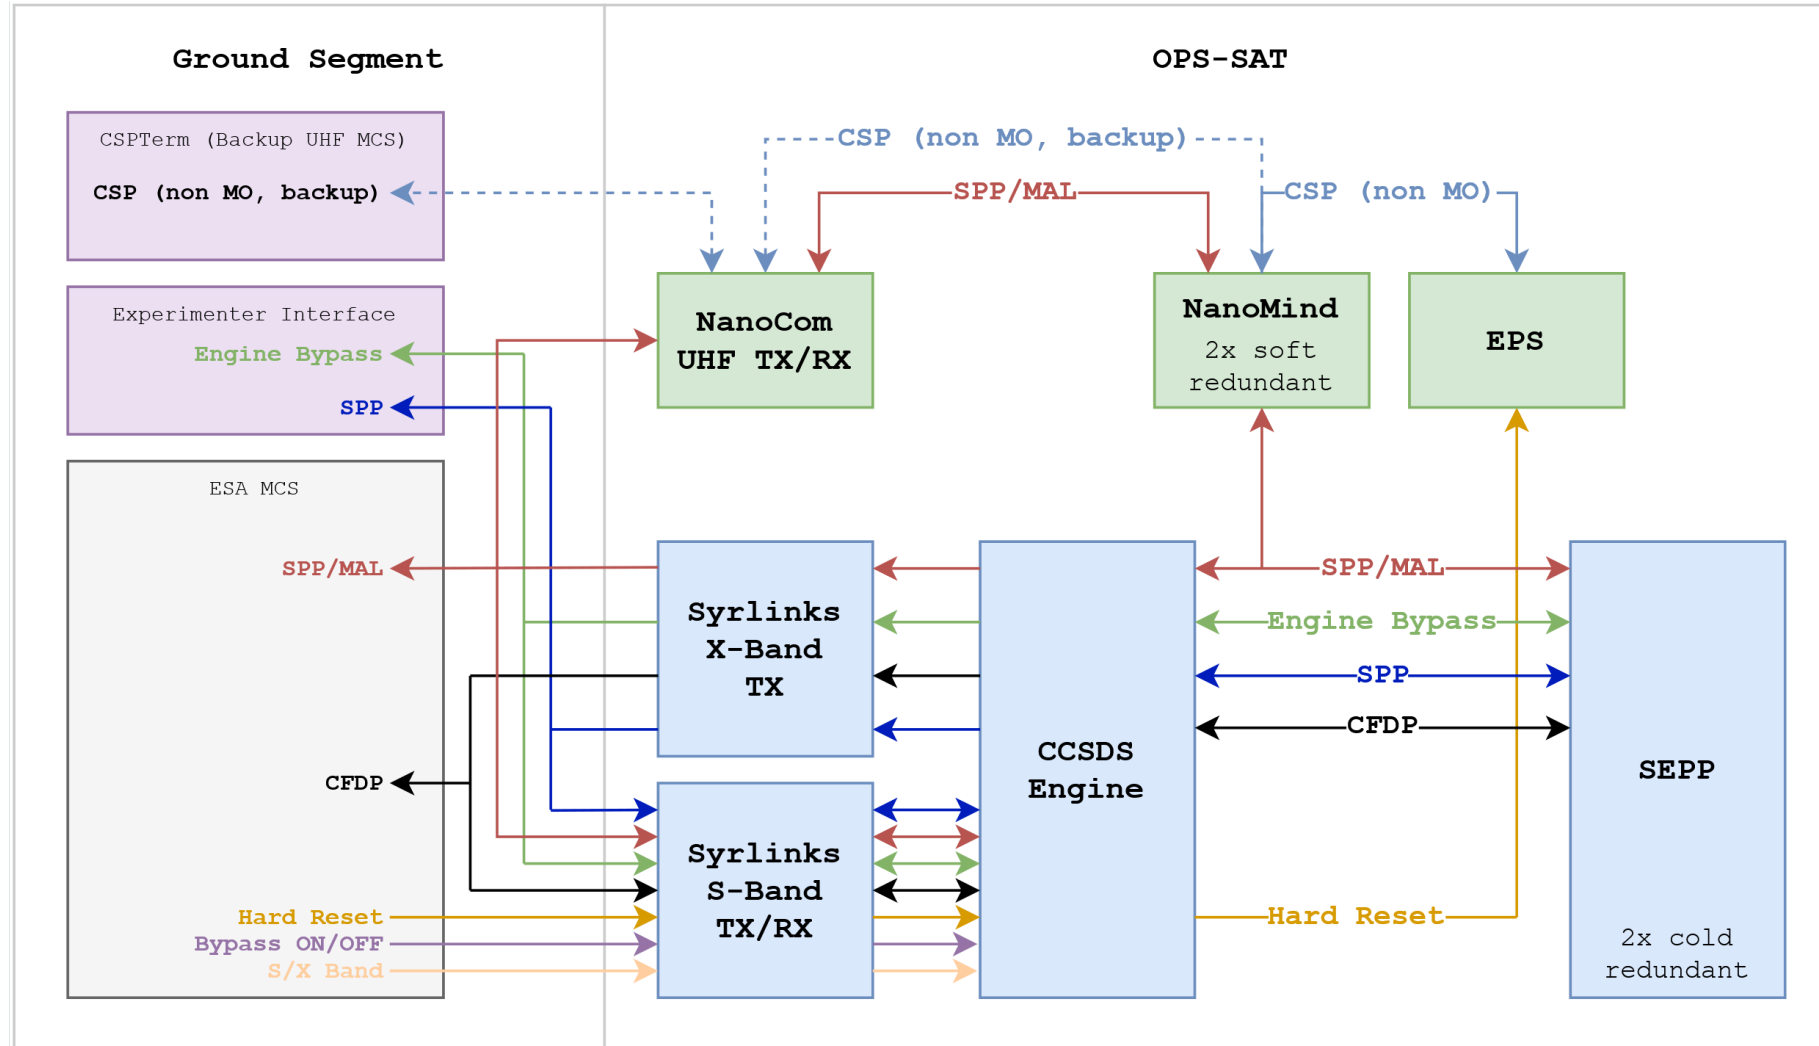 Ground Segment
OPS-SAT
CSPTerm (Backup UHF MCS)
CSP (non MO, backup)
CSP (non MO, backup)
SPP/MAL
CSP (non MO)
Experimenter Interface
Engine Bypass
SPP
NanoCom
UHF TX/RX
NanoMind
2x soft
redundant
EPS
ESA MCS
SPP/MAL
CFDP
Hard Reset
Bypass ON/OFF
S/X Band
Syrlinks
X-Band
TX
Syrlinks
S-Band
TX/RX
CCSDS
Engine
SPP/MAL
Engine Bypass
SPP
CFDP
Hard Reset
SEPP
2x cold
redundant